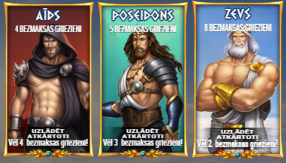 AĪDS
4 BEZMAKSAS GRIEZIENI
UZLĀDĒT
ATKĀRTOTI
Vēl 4 bezmaksas griezieni!
POSEIDONS
5 BEZMAKSAS GRIEZIENI
UZLĀDĒT
ATKĀRTOTI
Vēl 3 bezmaksas griezieni!
ZEVS
8 BEZMAKSAS GRIEZIENI
UZLĀDĒT
ATKĀRTOTI
Vēl 2 bezmaksas griezieni!